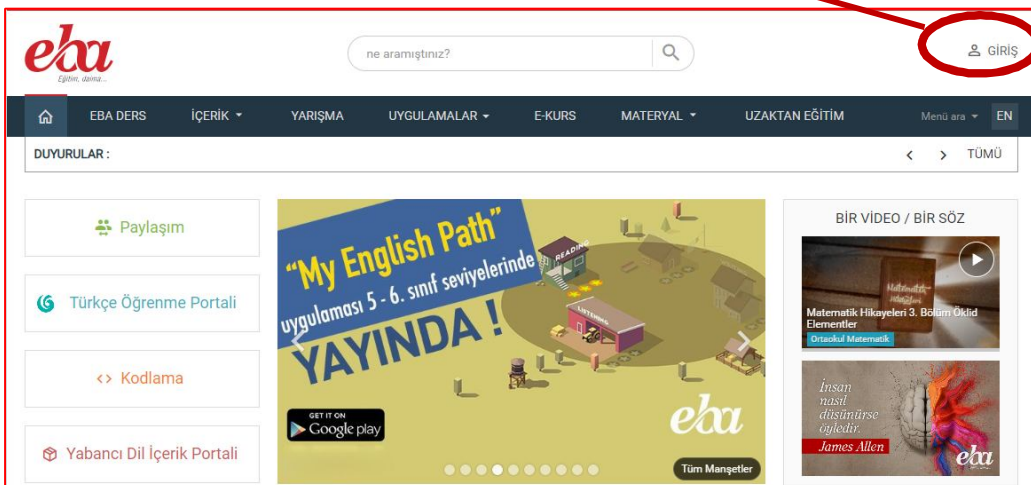 eba
Eğitim, daima...
ne aramıştınız?
GİRİŞ
EBA DERS
İÇERİK
YARIŞMA
UYGULAMALAR
E-KURS
MATERYAL
UZAKTAN EĞİTİM
Menü ara
EN
DUYURULAR :
TÜMÜ
Paylaşım
Türkçe Öğrenme Portali
<> Kodlama
Yabancı Dil İçerik Portali
“My English Path”
uygulaması 5 - 6. sınıf seviyelerinde
YAYINDA !
READING
LISTENING
GET IT ON
Google play
eba
Tüm Manşetler
BİR VİDEO / BİR SÖZ
Matematik
Hikayeleri
Matematik Hikayeleri 3. Bölüm Öklid
Elementler
Ortaokul Matematik
İnsan
nasıl
düşünürse
öyledir.
James Allen
eba